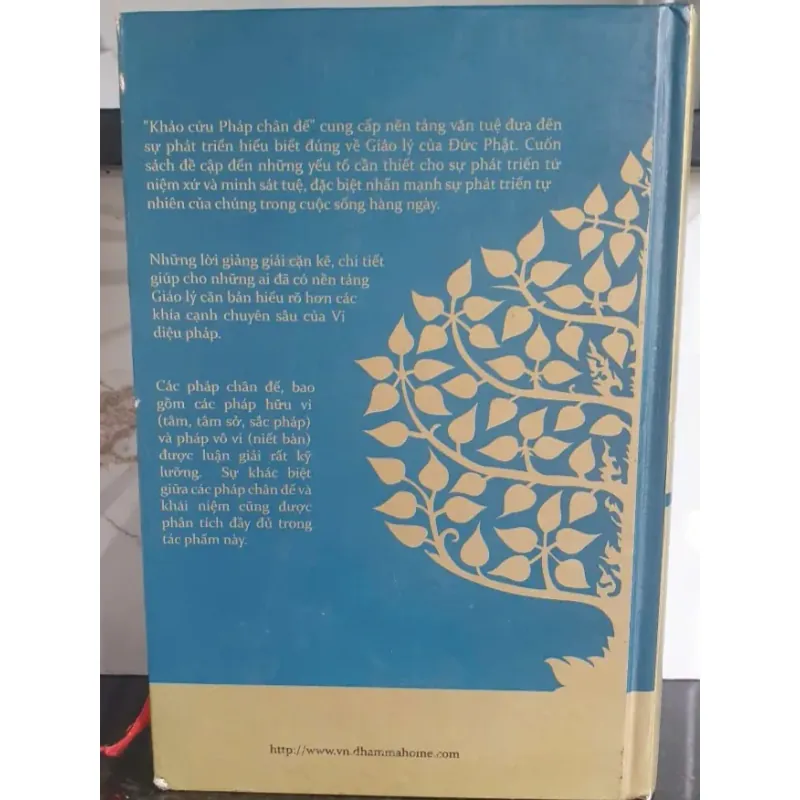 "Khảo cứu Pháp chân đế" cung cấp nền tảng văn tuệ đưa đến
sự phát triển hiểu biết đúng về Giáo lý của Đức Phật. Cuốn
sách đề cập đến những yếu tố cần thiết cho sự phát triển tứ
niệm xứ và minh sát tuệ, đặc biệt nhấn mạnh sự phát triển tự
nhiên của chúng trong cuộc sống hàng ngày.
Những lời giảng giải cặn kẽ, chi tiết
giúp cho những ai đã có nền tảng
Giáo lý căn bản hiểu rõ hơn các
khía cạnh chuyên sâu của Vi
diệu pháp.
Các pháp chân đế, bao
gồm các pháp hữu vi
(tâm, tâm sở, sắc pháp)
và pháp vô vi (niết bàn)
được luận giải rất kỹ
lưỡng. Sự khác biệt
giữa các pháp chân đế và
khái niệm cũng được
phân tích đầy đủ trong
tác phẩm này.
http://www.vn.dhammahome.com